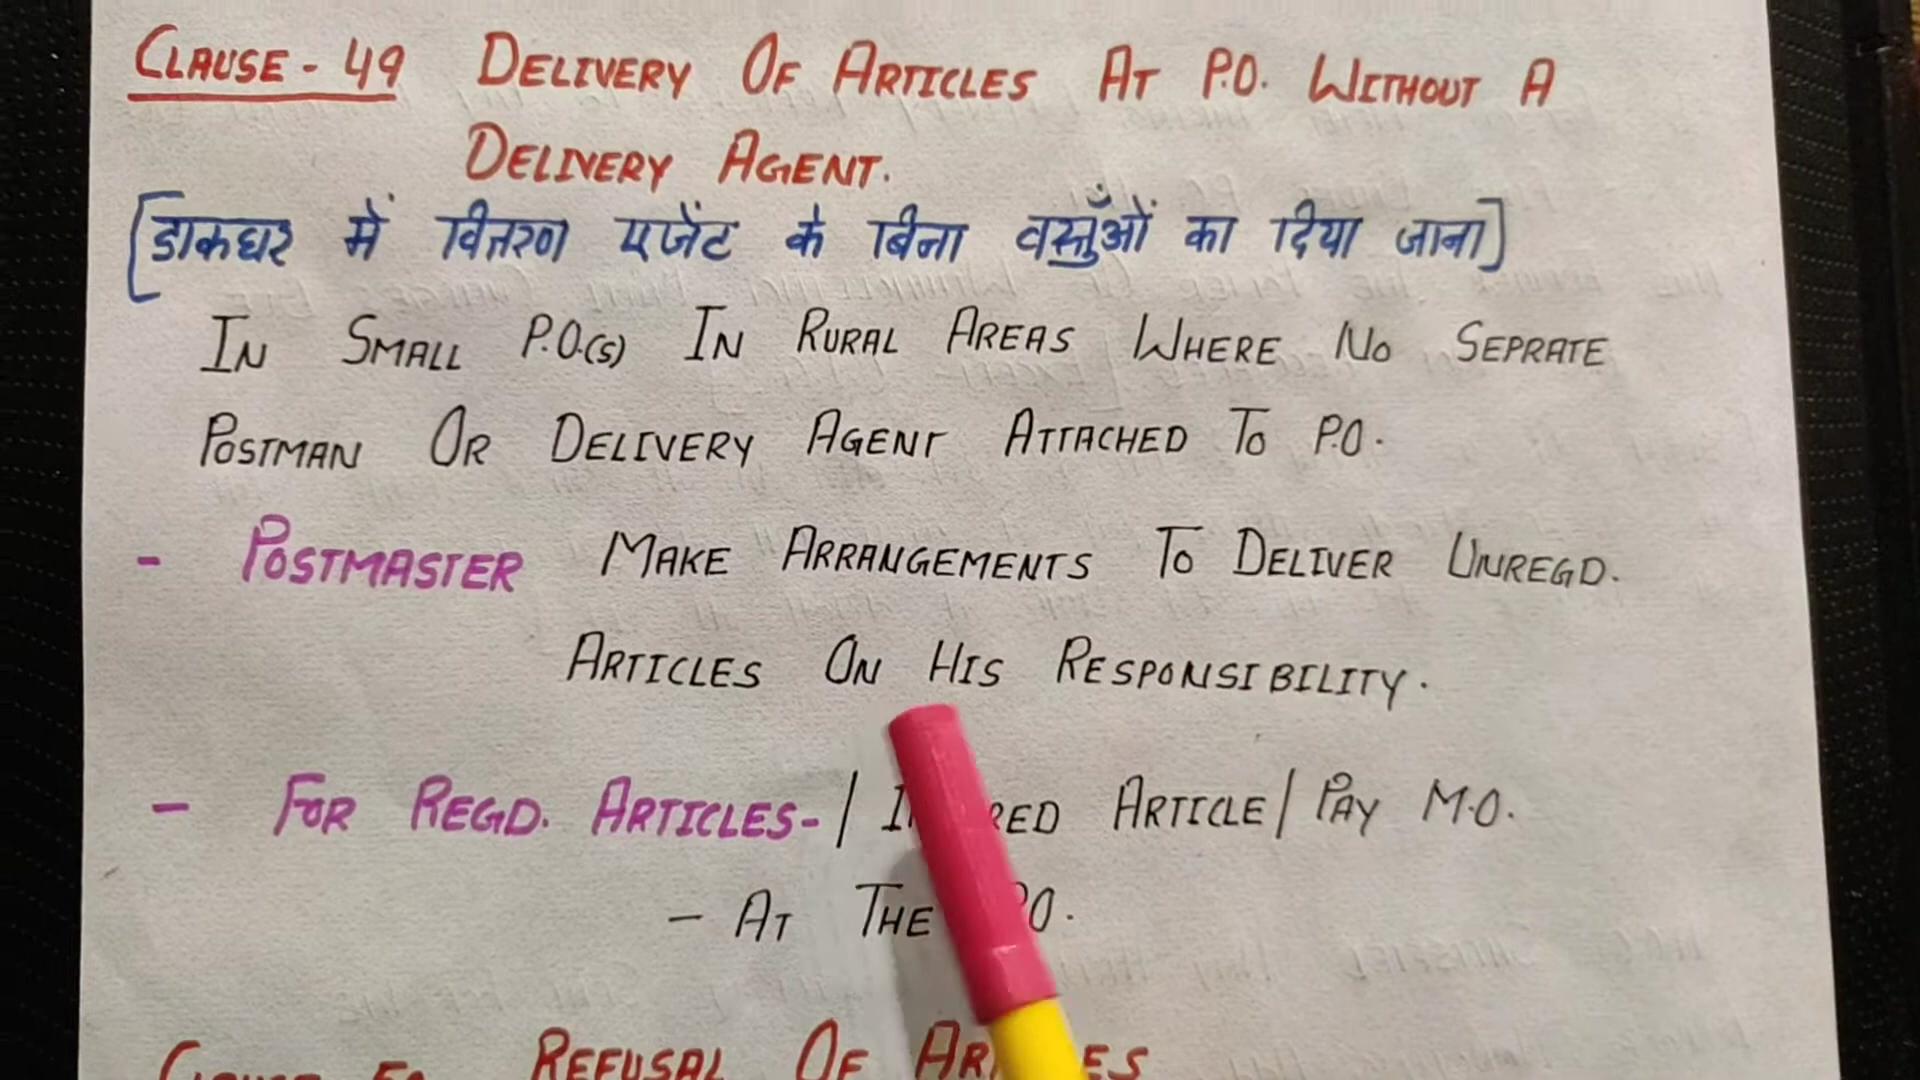 CLAUSE - 49 DELIVERY OF ARTICLES AT P.O. WITHOUT A
DELIVERY AGENT.
[डाकघर में वितरण एजेंट के बिना वस्तुओं का दिया जाना]
IN SMALL P.O.(S) IN RURAL AREAS WHERE NO SEPRATE
POSTMAN OR DELIVERY AGENT ATTACHED TO P.O.
- POSTMASTER MAKE ARRANGEMENTS TO DELIVER UNREGD.
ARTICLES ON HIS RESPONSIBILITY.
- FOR REGD. ARTICLES- / ARTICLE / PAY M.O.
- AT THE
REFUSAL OF